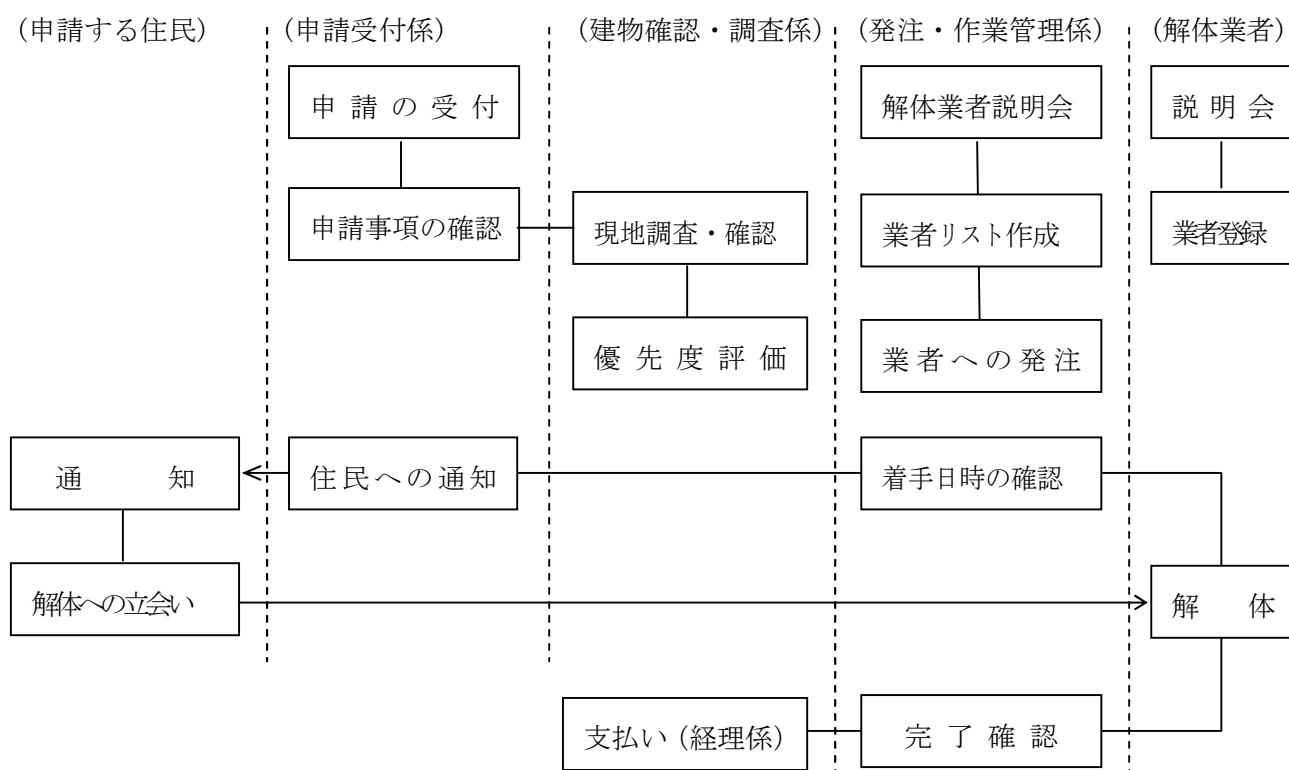 （申請する住民）
（申請受付係）
（建物確認・調査係）
（発注・作業管理係）
（解体業者）
申請の受付
解体業者説明会
説明会
申請事項の確認
現地調査・確認
業者リスト作成
業者登録
優先度評価
業者への発注
通知
住民への通知
着手日時の確認
解体への立会い
解体
支払い（経理係）
完了確認